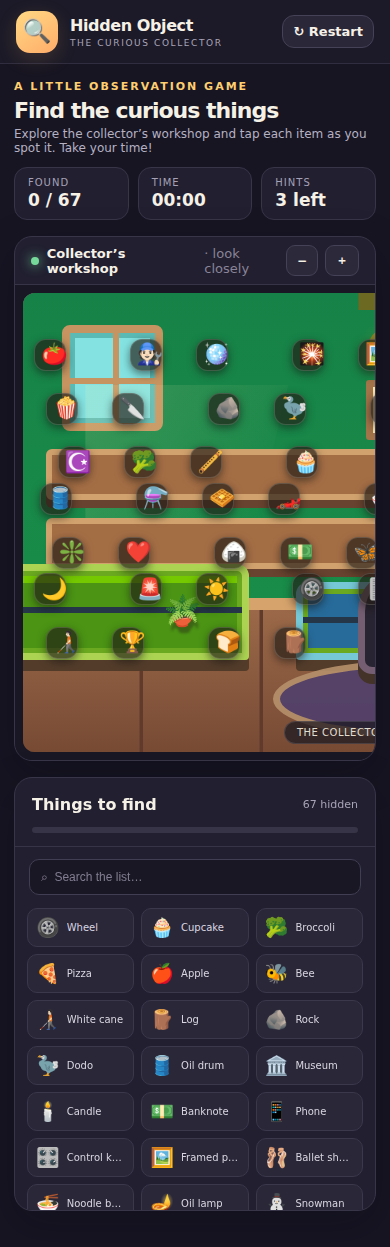 Hidden Object
THE CURIOUS COLLECTOR
↻ Restart
A LITTLE OBSERVATION GAME
Find the curious things
Explore the collector’s workshop and tap each item as you
spot it. Take your time!
FOUND
0 / 67
TIME
00:00
HINTS
3 left
Collector’s
workshop
· look
closely
−
+
THE COLLECTO
Things to find
67 hidden
Search the list…
Wheel
Cupcake
Broccoli
Pizza
Apple
Bee
White cane
Log
Rock
Dodo
Oil drum
Museum
Candle
Banknote
Phone
Control k…
Framed p…
Ballet sh…
Noodle b…
Oil lamp
Snowman